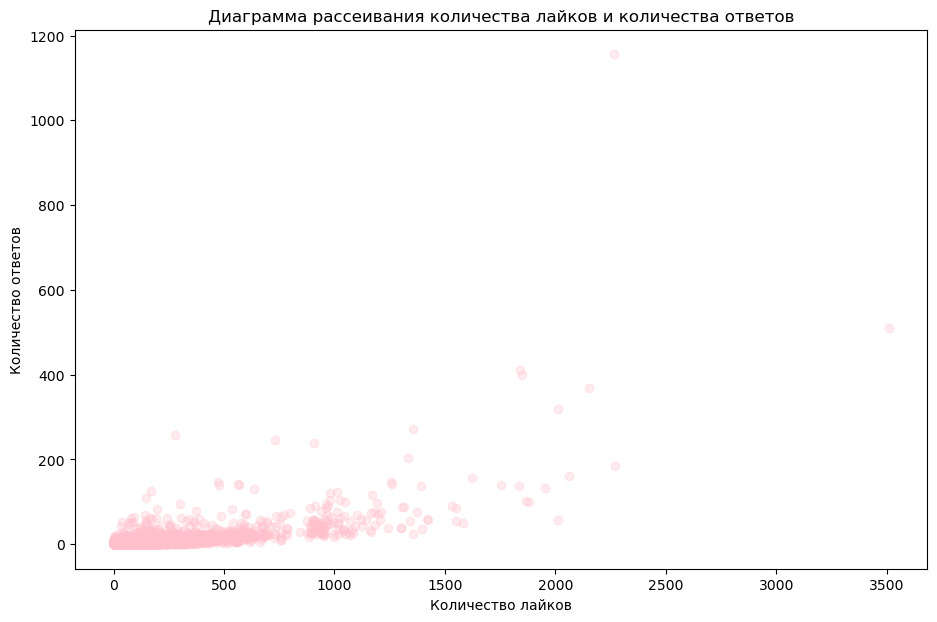 Диаграмма рассеивания количества лайков и количества ответов
1200
1000
800
600
400
200
0
Количество ответов
0 500 1000 1500 2000 2500 3000 3500
Количество лайков